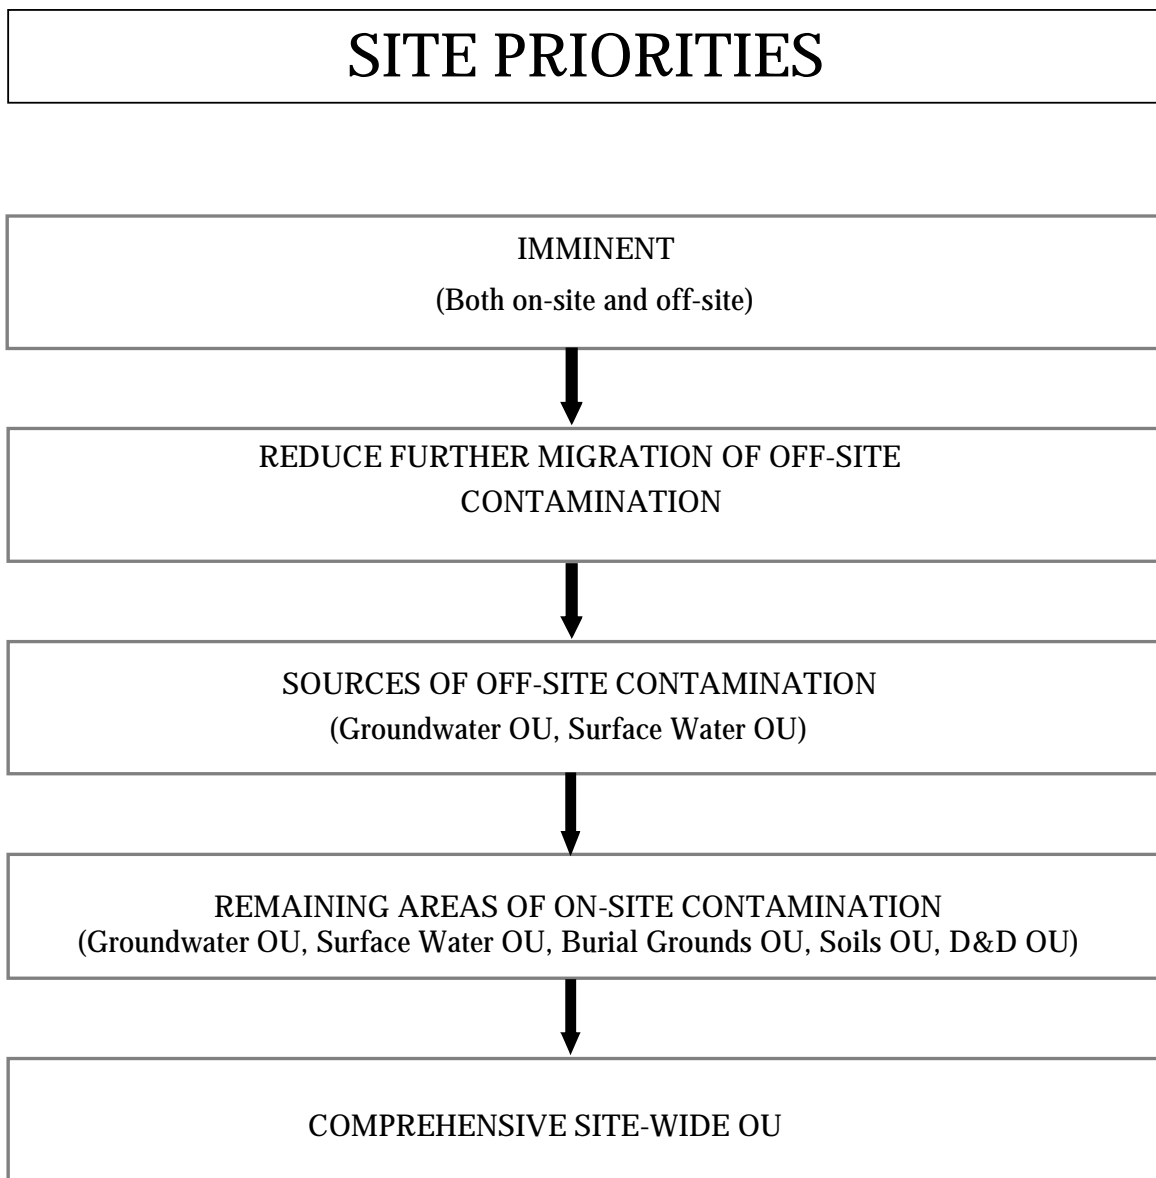 SITE PRIORITIES
IMMINENT
(Both on-site and off-site)
REDUCE FURTHER MIGRATION OF OFF-SITE
CONTAMINATION
SOURCES OF OFF-SITE CONTAMINATION
(Groundwater OU, Surface Water OU)
REMAINING AREAS OF ON-SITE CONTAMINATION
(Groundwater OU, Surface Water OU, Burial Grounds OU, Soils OU, D&D OU)
COMPREHENSIVE SITE-WIDE OU